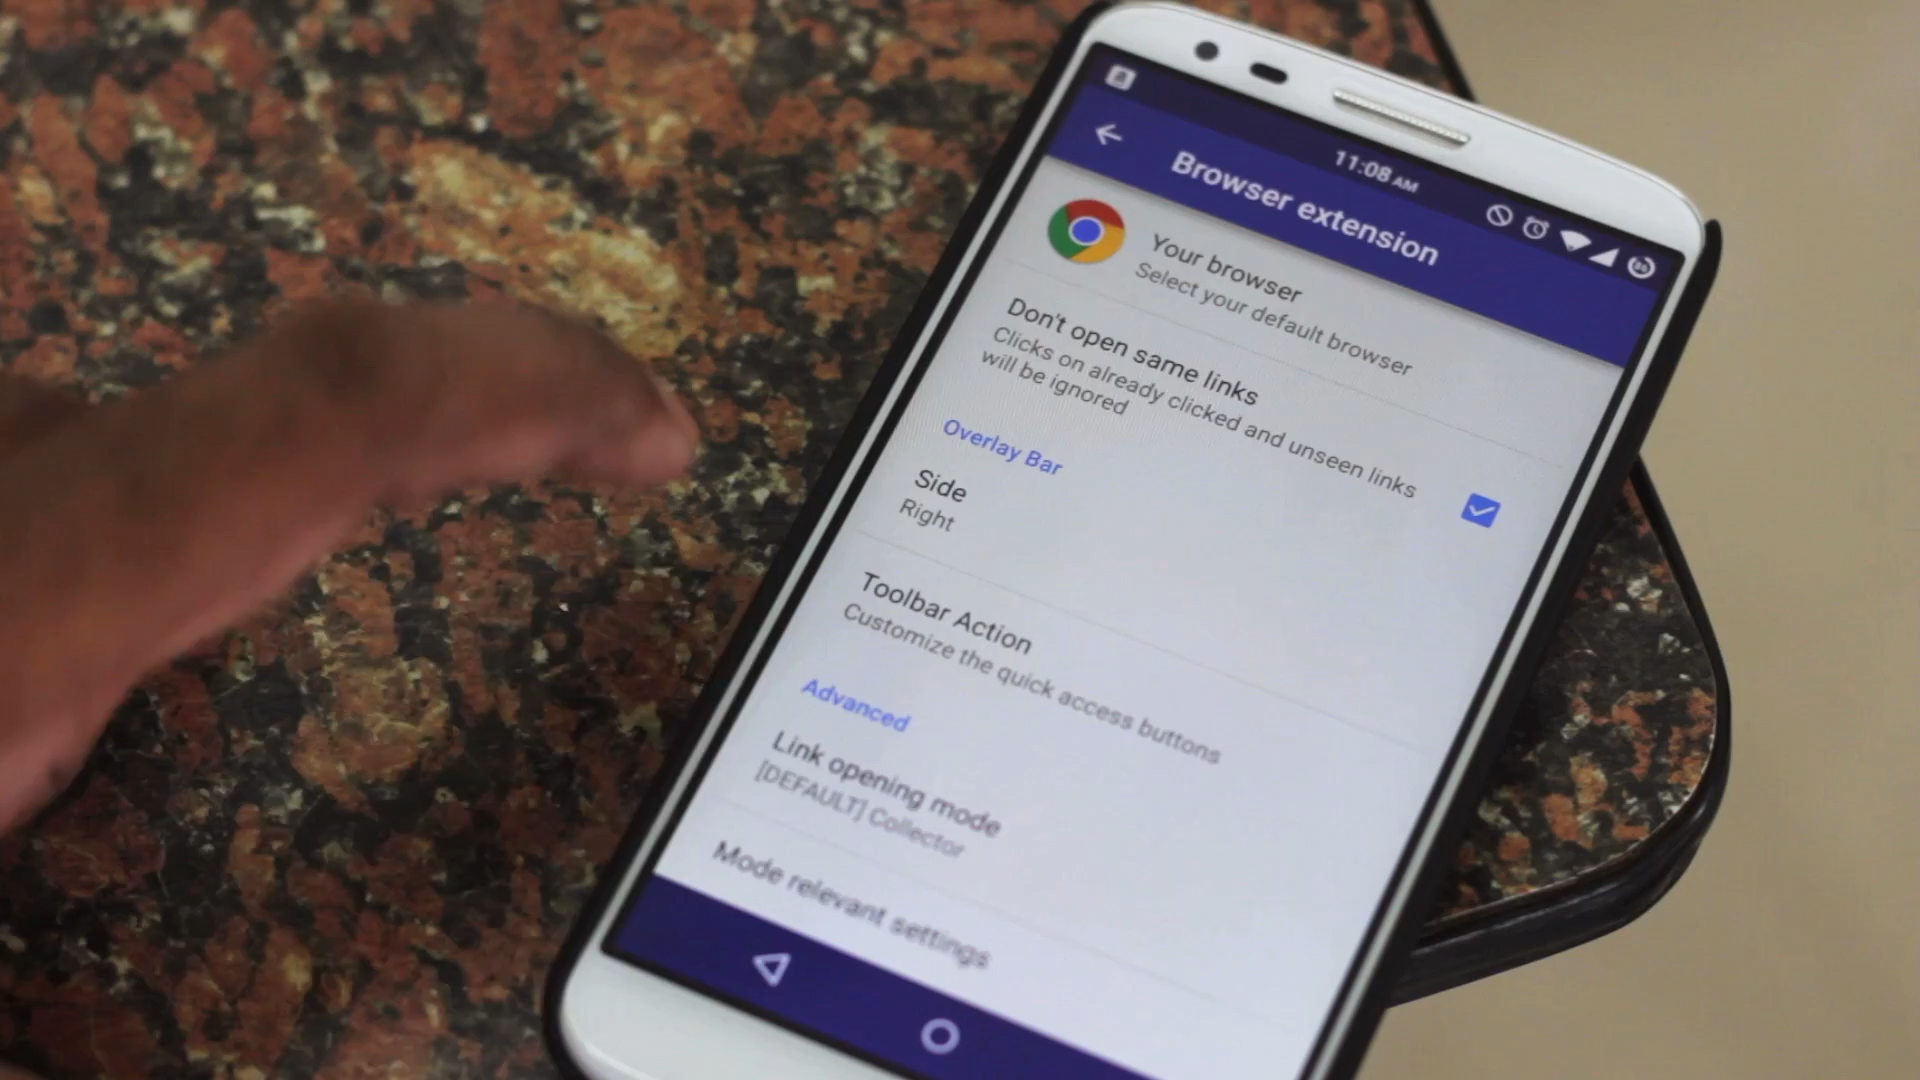 11:08 AM
Browser extension
Your browser
Select your default browser
Don't open same links
Clicks on already clicked and unseen links
will be ignored
Overlay Bar
Side
Right
Toolbar Action
Customize the quick access buttons
Advanced
Link opening mode
[DEFAULT] Collector
Mode relevant settings